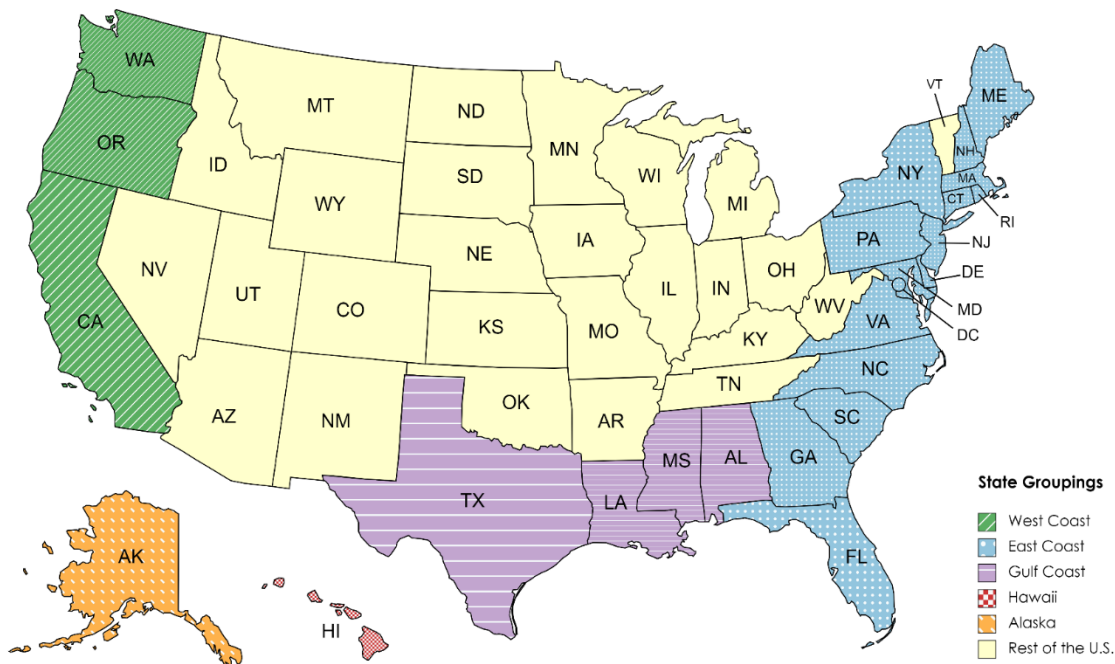 WA
MT
ND
VT
ME
OR
ID
MN
NH
SD
WI
NY
MA
WY
MI
CT
RI
IA
PA
NJ
NE
NV
OH
DE
UT
IL
IN
CO
WV
MD
CA
VA
DC
KS
MO
KY
NC
TN
OK
AZ
NM
AR
SC
MS
AL
GA
TX
LA
State Groupings
West Coast
East Coast
AK
FL
Gulf Coast
Hawaii
HI
Alaska
Rest of the U.S.